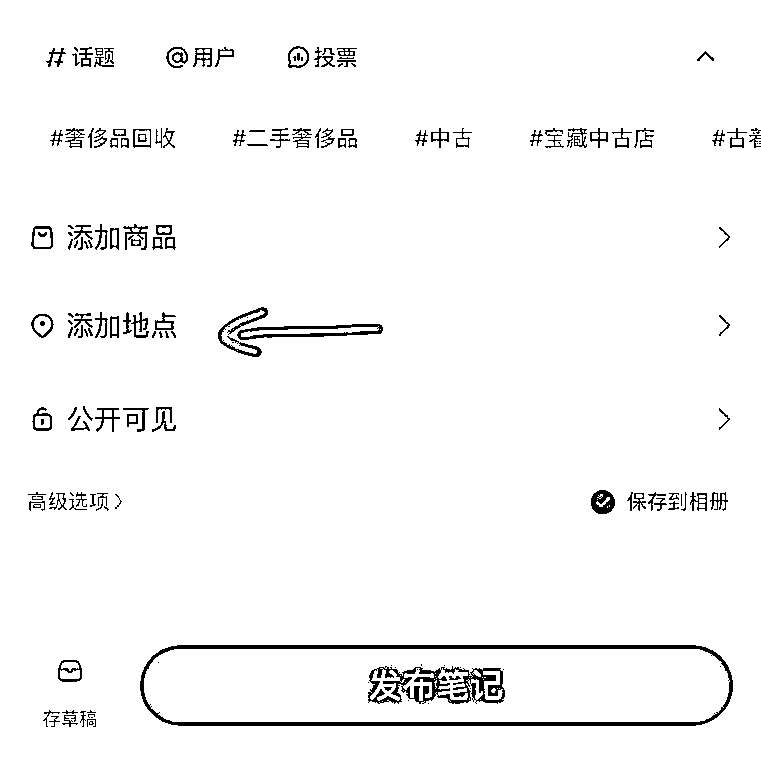 # 话题 @用户 投票
#奢侈品回收 #二手奢侈品 #中古 #宝藏中古店 #古着
添加商品
添加地点
公开可见
高级选项 保存到相册
发布笔记
存草稿